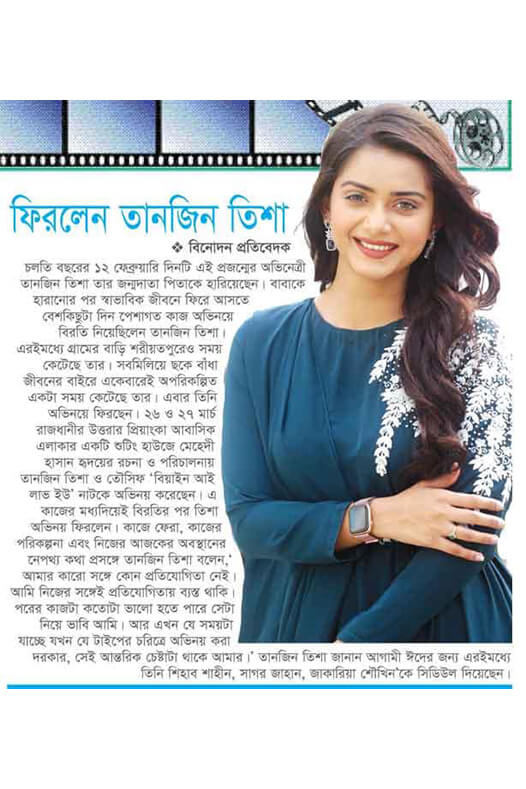 ফিরলেন তানজিন তিশা
❖ বিনোদন প্রতিবেদক
চলতি বছরের ১২ ফেব্রুয়ারি দিনটি এই প্রজন্মের অভিনেত্রী
তানজিন তিশা তার জন্মদাতা পিতাকে হারিয়েছেন। বাবাকে
হারানোর পর স্বাভাবিক জীবনে ফিরে আসতে
বেশকিছুটা দিন পেশাগত কাজ অভিনয়ে
বিরতি নিয়েছিলেন তানজিন তিশা।
এরইমধ্যে গ্রামের বাড়ি শরীয়তপুরেও সময়
কেটেছে তার। সবমিলিয়ে ছকে বাঁধা
জীবনের বাইরে একেবারেই অপরিকল্পিত
একটা সময় কেটেছে তার। এবার তিনি
অভিনয়ে ফিরছেন। ২৬ ও ২৭ মার্চ
রাজধানীর উত্তরার প্রিয়াংকা আবাসিক
এলাকার একটি শুটিং হাউজে মেহেদী
হাসান হৃদয়ের রচনা ও পরিচালনায়
তানজিন তিশা ও তৌসিফ ‘বিয়াইন আই
লাভ ইউ’ নাটকে অভিনয় করেছেন। এ
কাজের মধ্যদিয়েই বিরতির পর তিশা
অভিনয় ফিরলেন। কাজে ফেরা, কাজের
পরিকল্পনা এবং নিজের আজকের অবস্থানের
নেপথ্য কথা প্রসঙ্গে তানজিন তিশা বলেন,‘
আমার কারো সঙ্গে কোন প্রতিযোগিতা নেই।
আমি নিজের সঙ্গেই প্রতিযোগিতায় ব্যস্ত থাকি।
পরের কাজটা কতোটা ভালো হতে পারে সেটা
নিয়ে ভাবি আমি। আর এখন যে সময়টা
যাচ্ছে যখন যে টাইপের চরিত্রে অভিনয় করা
দরকার, সেই আন্তরিক চেষ্টাটা থাকে আমার।’ তানজিন তিশা জানান আগামী ঈদের জন্য এরইমধ্যে
তিনি শিহাব শাহীন, সাগর জাহান, জাকারিয়া শৌখিন’কে সিডিউল দিয়েছেন।